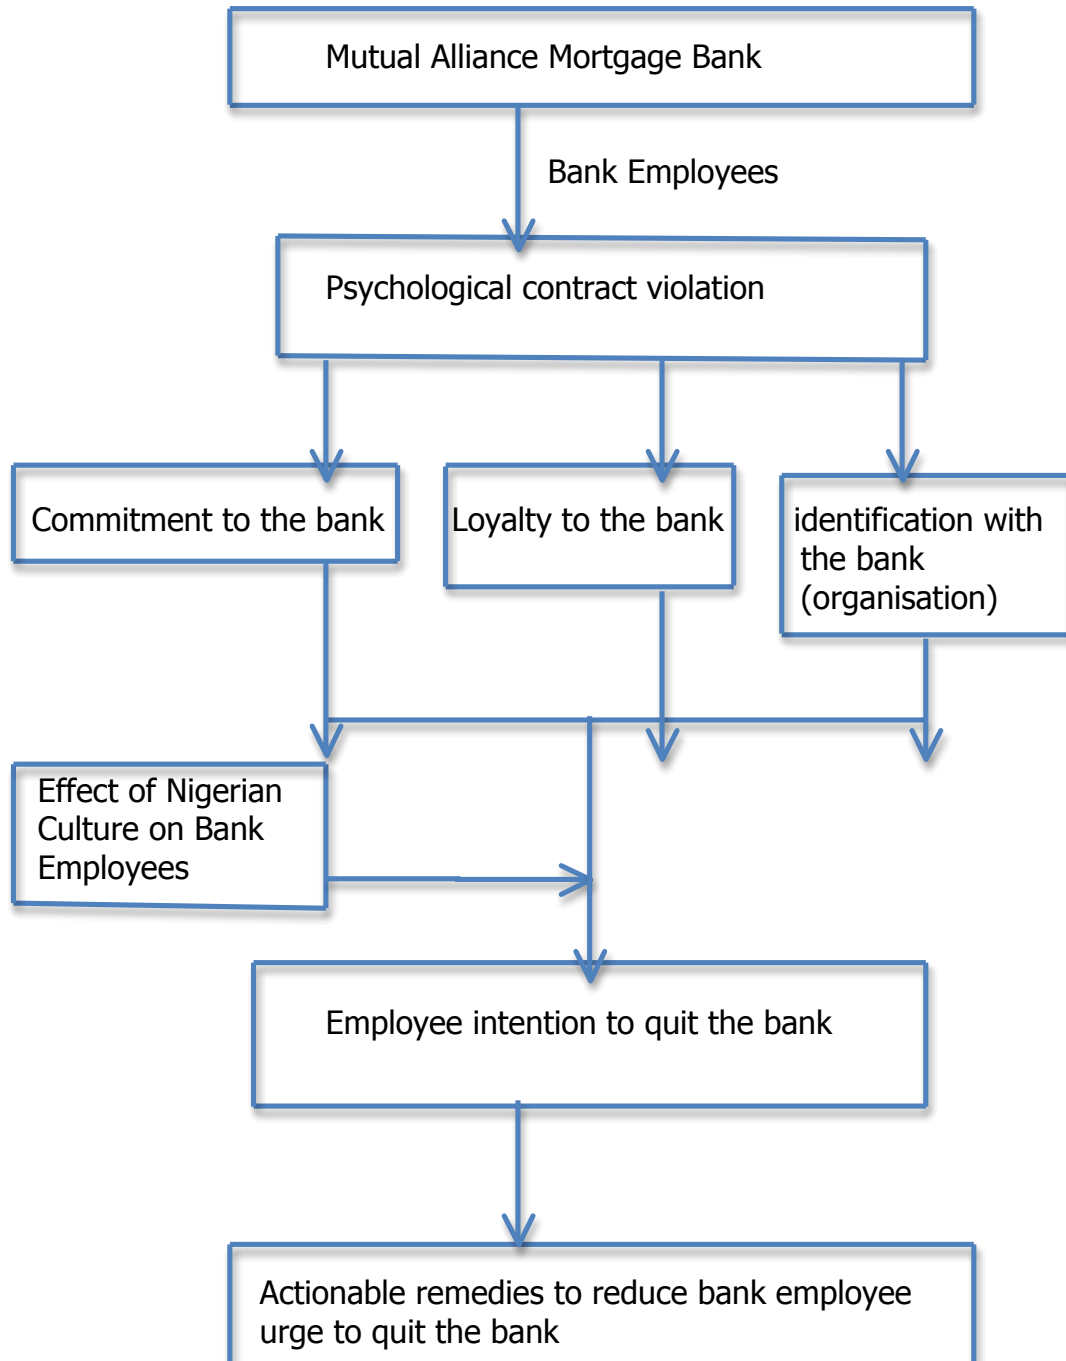 Mutual Alliance Mortgage Bank
Bank Employees
Psychological contract violation
Commitment to the bank
Loyalty to the bank
identification with
the bank
(organisation)
Effect of Nigerian
Culture on Bank
Employees
Employee intention to quit the bank
Actionable remedies to reduce bank employee
urge to quit the bank